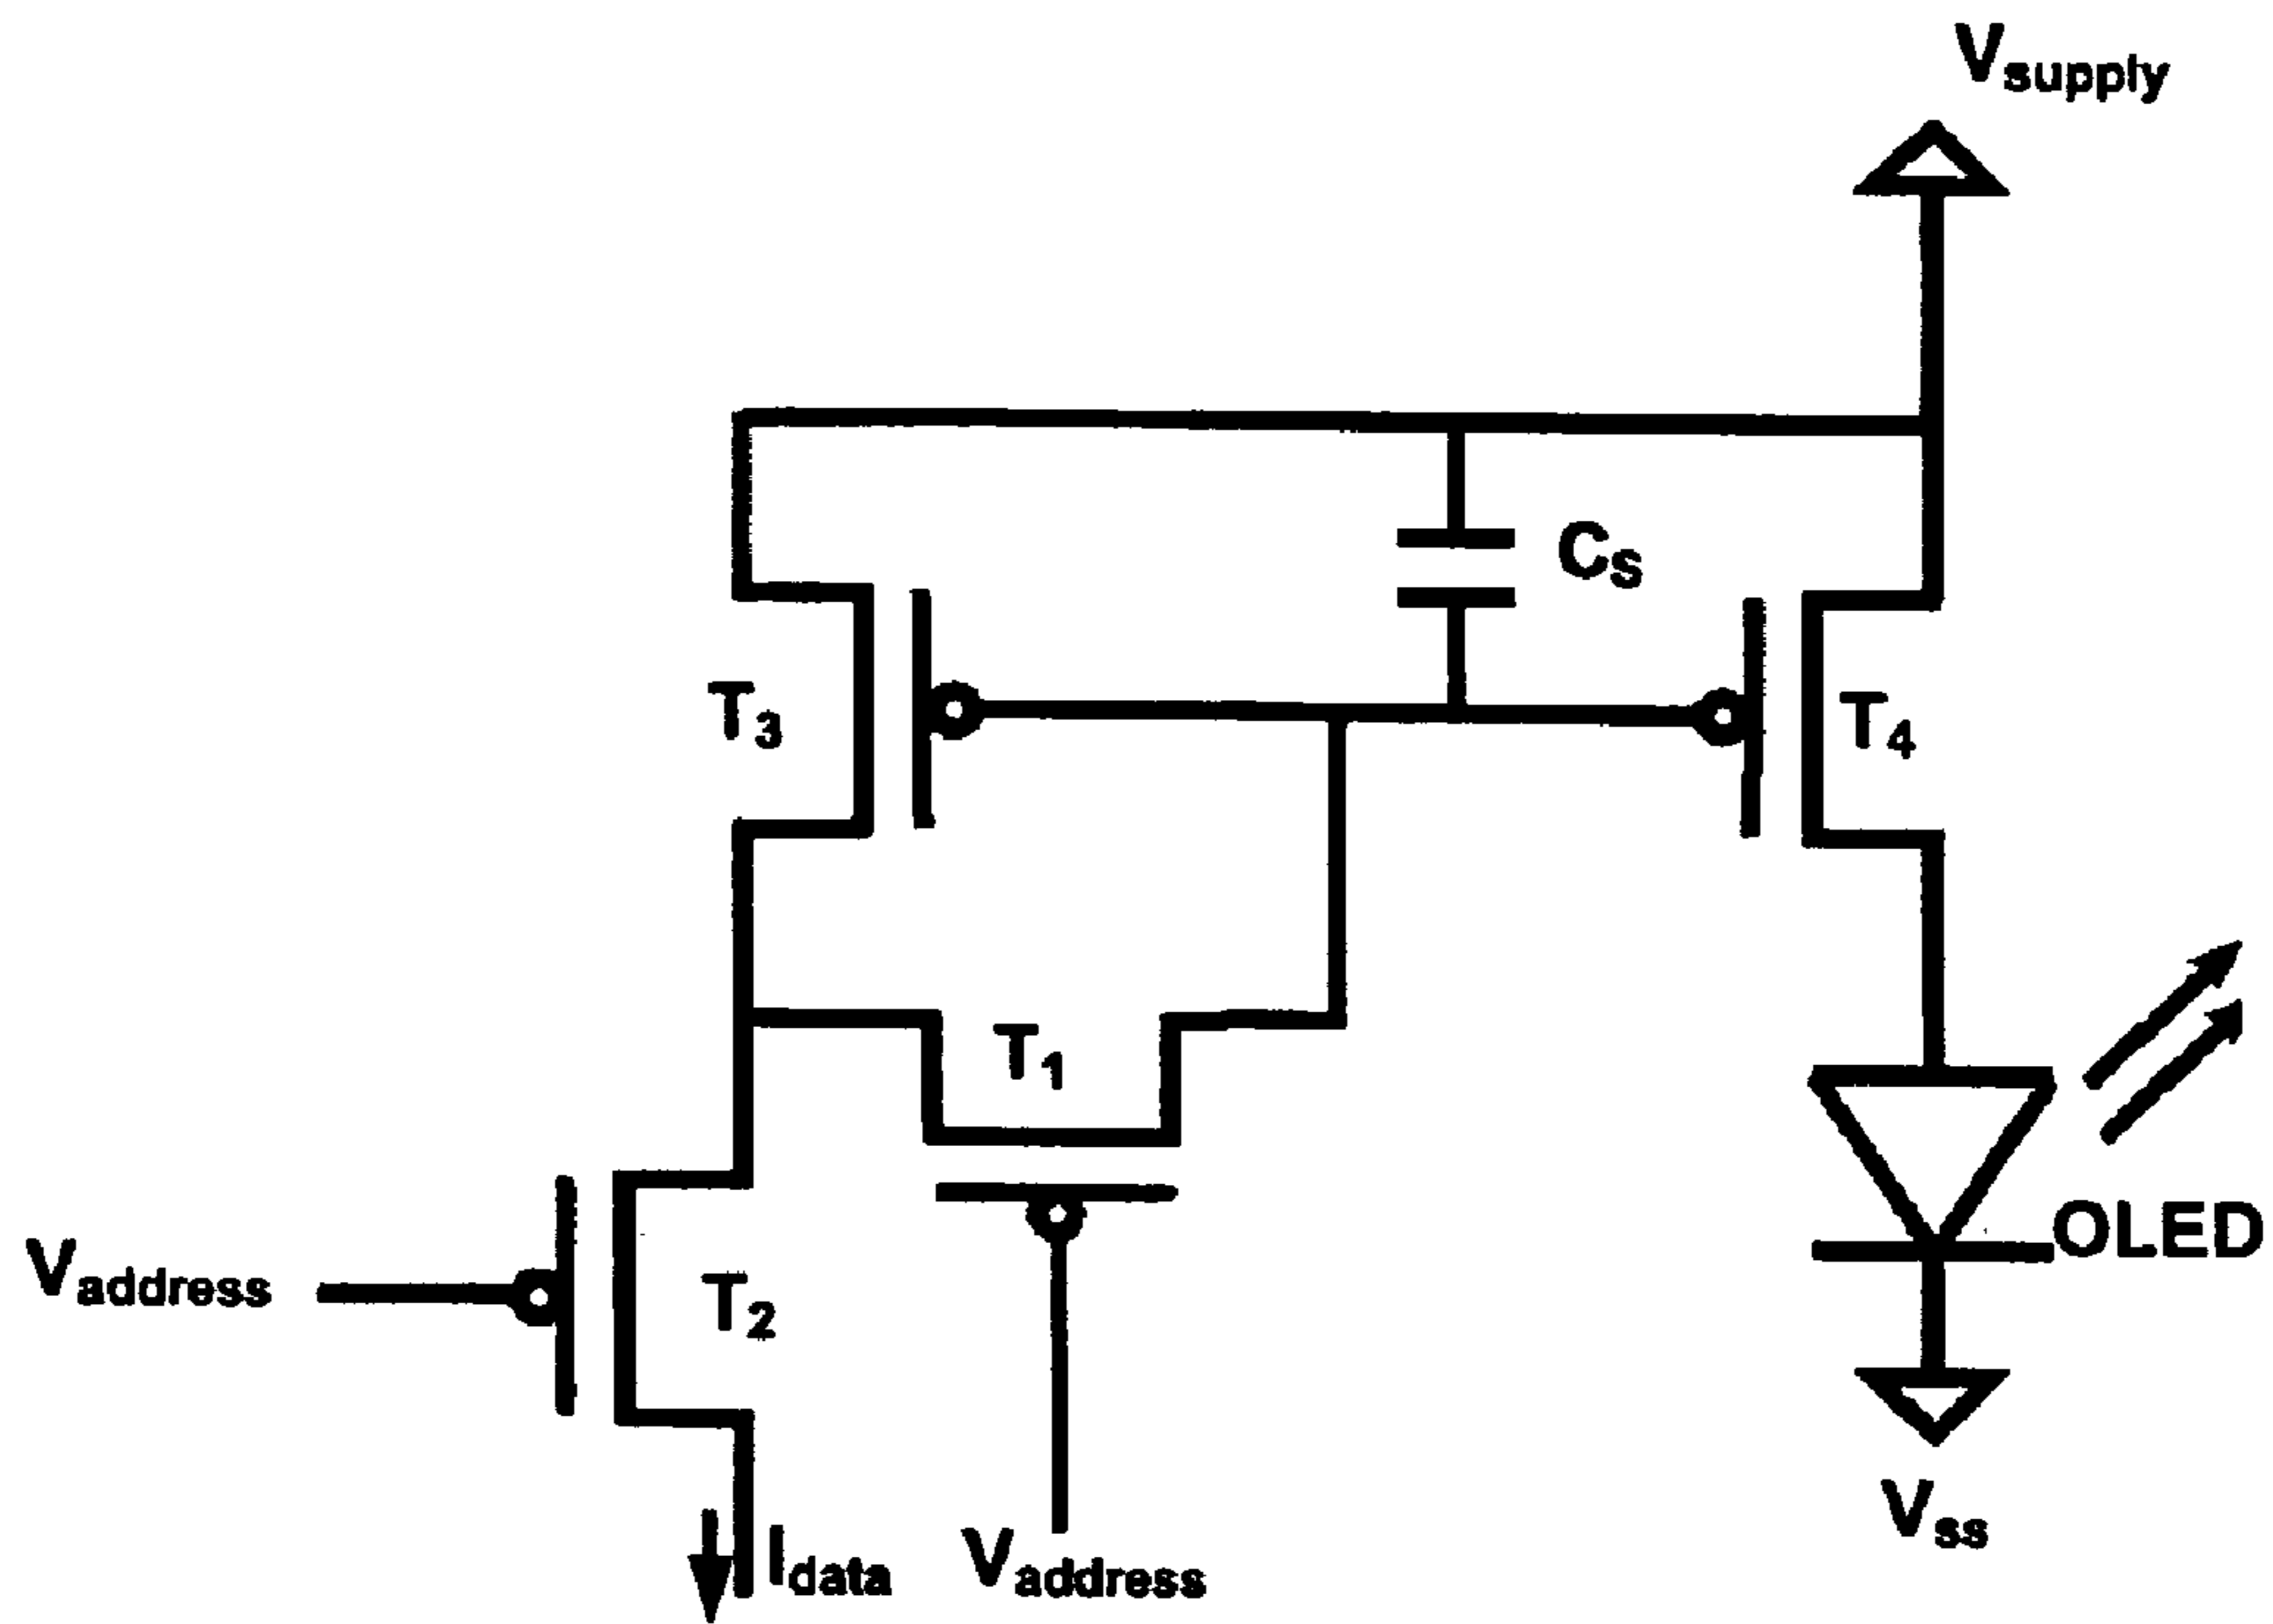 Vsupply
Cs
T3
T4
T1
Vaddress
T2
OLED
Idata
Vaddress
Vss